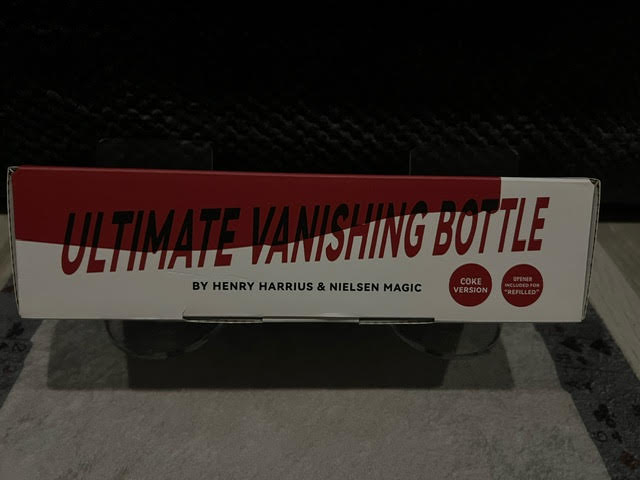 ULTIMATE VANISHING BOTTLE
BY HENRY HARRIUS & NIELSEN MAGIC
COKE
VERSION
OPENER
INCLUDED FOR
"REFILLED"